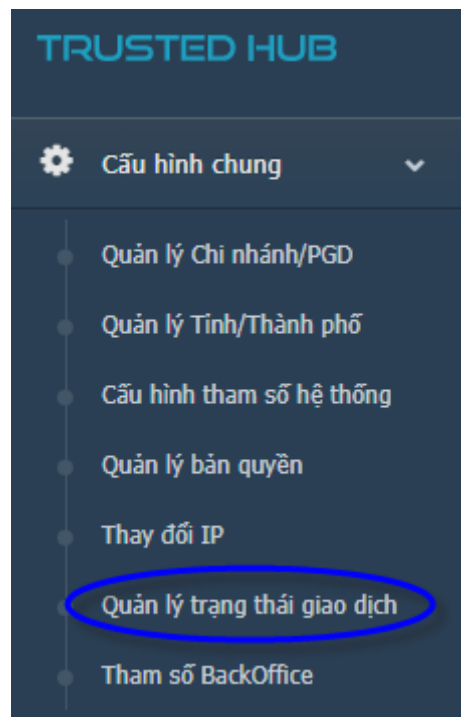 TRUSTED HUB
Cấu hình chung
Quản lý Chi nhánh/PGD
Quản lý Tỉnh/Thành phố
Cấu hình tham số hệ thống
Quản lý bản quyền
Thay đổi IP
Quản lý trạng thái giao dịch
Tham số BackOffice